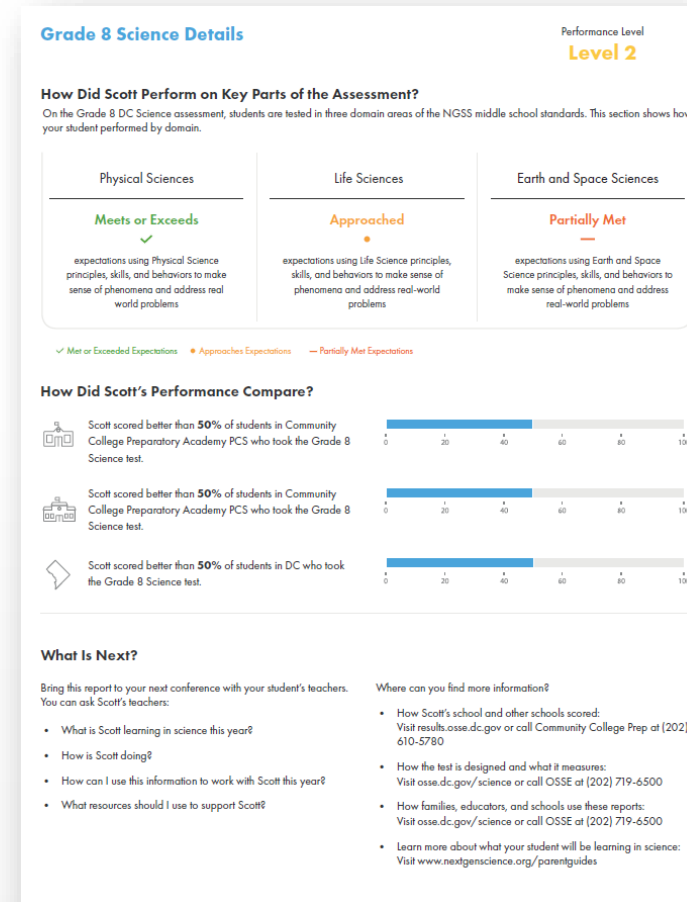 Grade 8 Science Details
Performance Level
Level 2
How Did Scott Perform on Key Parts of the Assessment?
On the Grade 8 DC Science assessment, students are tested in three domain areas of the NGSS middle school standards. This section shows how
your student performed by domain.
Physical Sciences
Meets or Exceeds
expectations using Physical Science
principles, skills, and behaviors to make
sense of phenomena and address real
world problems
Life Sciences
Approached
expectations using Life Science principles,
skills, and behaviors to make sense of
phenomena and address real-world
problems
Earth and Space Sciences
Partially Met
expectations using Earth and Space
Science principles, skills, and behaviors to
make sense of phenomena and address
real-world problems
✓ Met or Exceeded Expectations ● Approaches Expectations — Partially Met Expectations
How Did Scott's Performance Compare?
Scott scored better than 50% of students in Community
College Preparatory Academy PCS who took the Grade 8
Science test.
0 20 40 60 80 100
Scott scored better than 50% of students in Community
College Preparatory Academy PCS who took the Grade 8
Science test.
0 20 40 60 80 100
Scott scored better than 50% of students in DC who took
the Grade 8 Science test.
0 20 40 60 80 100
What Is Next?
Bring this report to your next conference with your student's teachers.
You can ask Scott's teachers:
• What is Scott learning in science this year?
• How is Scott doing?
• How can I use this information to work with Scott this year?
• What resources should I use to support Scott?
Where can you find more information?
• How Scott's school and other schools scored:
Visit results.osse.dc.gov or call Community College Prep at (202)
610-5780
• How the test is designed and what it measures:
Visit osse.dc.gov/science or call OSSE at (202) 719-6500
• How families, educators, and schools use these reports:
Visit osse.dc.gov/science or call OSSE at (202) 719-6500
• Learn more about what your student will be learning in science:
Visit www.nextgenscience.org/parentguides